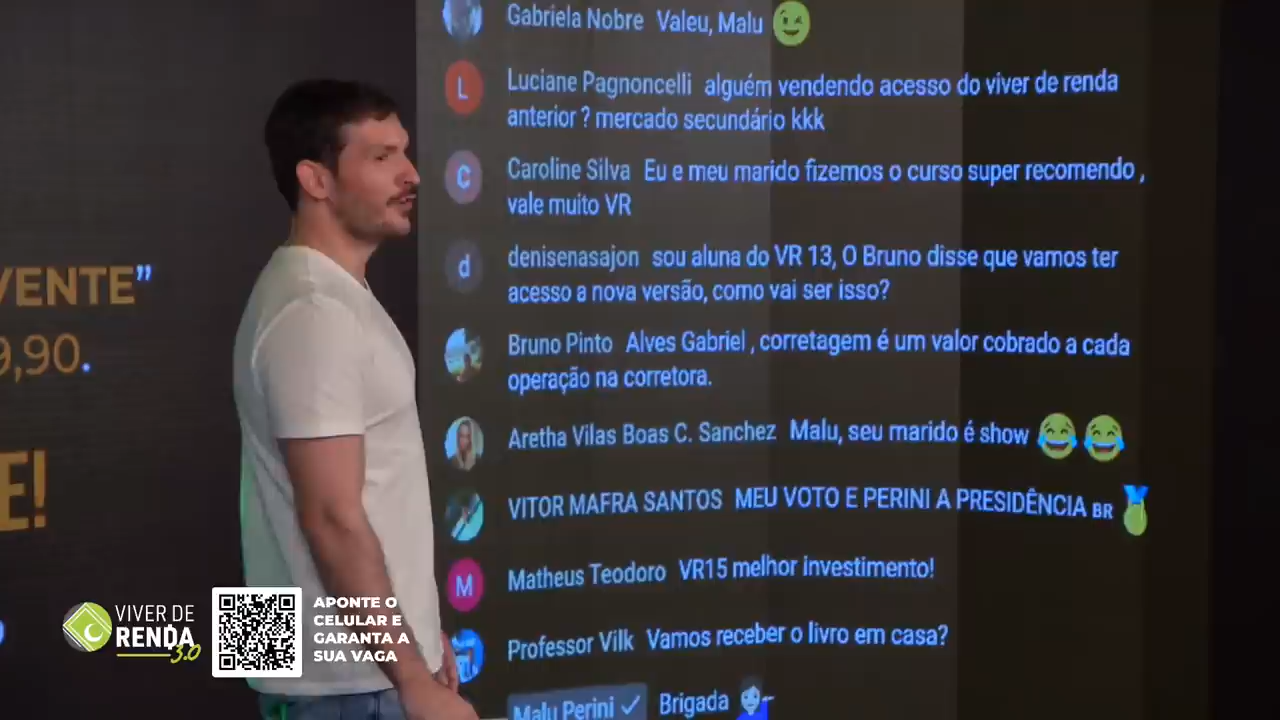 VENTE”
9,90.
E!
Gabriela Nobre Valeu, Malu
Luciane Pagnoncelli alguém vendendo acesso do viver de renda
anterior ? mercado secundário kkk
Caroline Silva Eu e meu marido fizemos o curso super recomendo ,
vale muito VR
denisenasajon sou aluna do VR 13, O Bruno disse que vamos ter
acesso a nova versão, como vai ser isso?
Bruno Pinto Alves Gabriel , corretagem é um valor cobrado a cada
operação na corretora.
Aretha Vilas Boas C. Sanchez Malu, seu marido é show
VITOR MAFRA SANTOS MEU VOTO E PERINI A PRESIDÊNCIA BR
Matheus Teodoro VR15 melhor investimento!
Professor Vilk Vamos receber o livro em casa?
Malu Perini Brigada
L
C
d
M
VIVER DE
RENDA
3.0
APONTE O
CELULAR E
GARANTA A
SUA VAGA